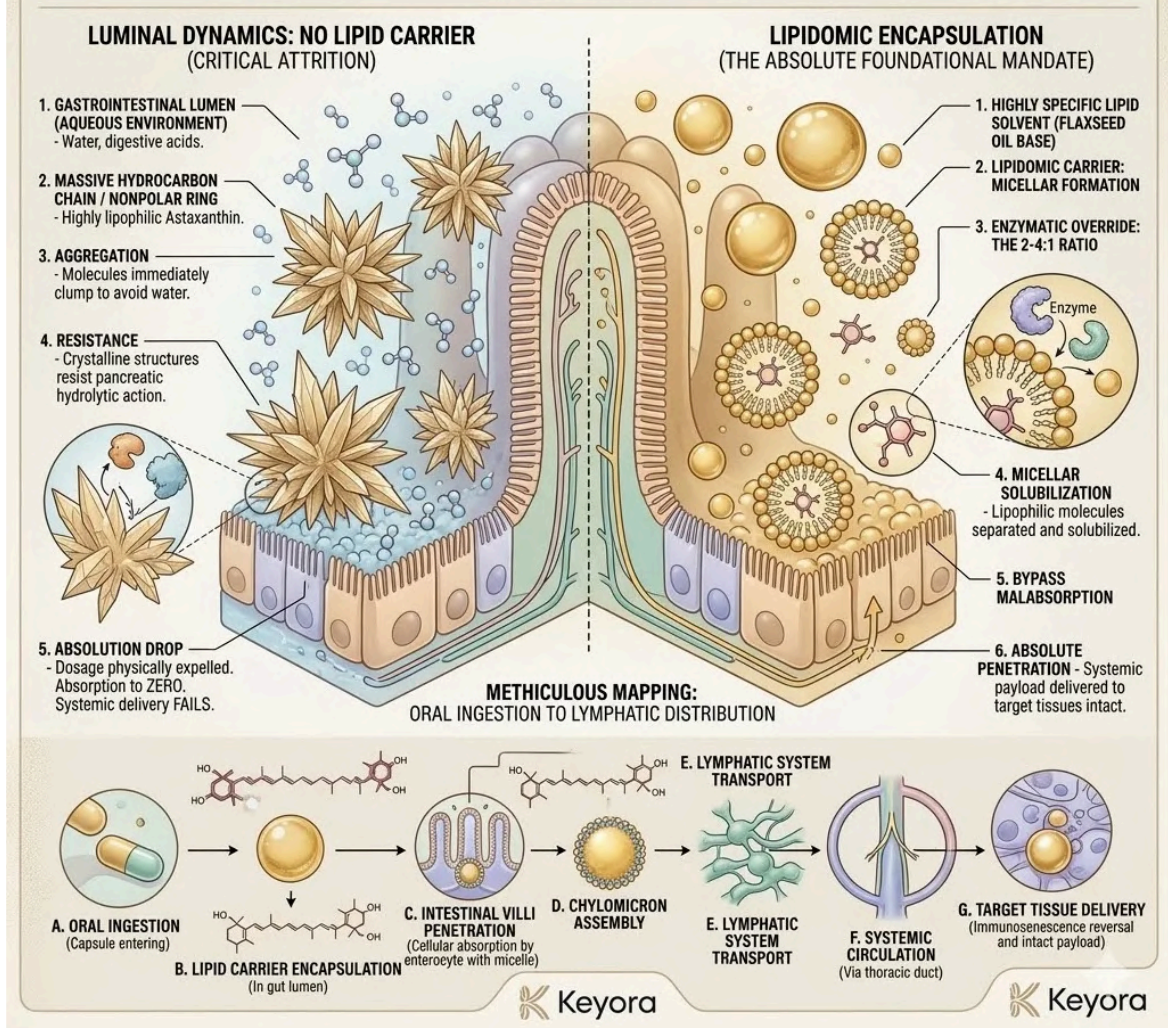 LUMINAL DYNAMICS: NO LIPID CARRIER
(CRITICAL ATTRITION)
1. GASTROINTESTINAL LUMEN
(AQUEOUS ENVIRONMENT)
- Water, digestive acids.
2. MASSIVE HYDROCARBON
CHAIN / NONPOLAR RING
- Highly lipophilic Astaxanthin.
3. AGGREGATION
- Molecules immediately
clump to avoid water.
4. RESISTANCE
- Crystalline structures
resist pancreatic
hydrolytic action.
5. ABSOLUTION DROP
- Dosage physically expelled.
Absorption to ZERO.
Systemic delivery FAILS.
LIPIDOMIC ENCAPSULATION
(THE ABSOLUTE FOUNDATIONAL MANDATE)
1. HIGHLY SPECIFIC LIPID
SOLVENT (FLAXSEED
OIL BASE)
2. LIPIDOMIC CARRIER:
MICELLAR FORMATION
3. ENZYMATIC OVERRIDE:
THE 2-4:1 RATIO
Enzyme
4. MICELLAR
SOLUBILIZATION
- Lipophilic molecules
separated and solubilized.
5. BYPASS
MALABSORPTION
6. ABSOLUTE
PENETRATION - Systemic
payload delivered to
target tissues intact.
METHICULOUS MAPPING:
ORAL INGESTION TO LYMPHATIC DISTRIBUTION
A. ORAL INGESTION
(Capsule entering)
HO
HO
OH
OH
HO
OH
OH
B. LIPID CARRIER ENCAPSULATION
(In gut lumen)
C. INTESTINAL VILLI
PENETRATION
(Cellular absorption by
enterocyte with micelle)
HO
OH
OH
D. CHYLOMICRON
ASSEMBLY
E. LYMPHATIC SYSTEM
TRANSPORT
E. LYMPHATIC
SYSTEM
TRANSPORT
F. SYSTEMIC
CIRCULATION
(Via thoracic duct)
G. TARGET TISSUE DELIVERY
(Immunosenescence reversal
and intact payload)
Keyora
Keyora